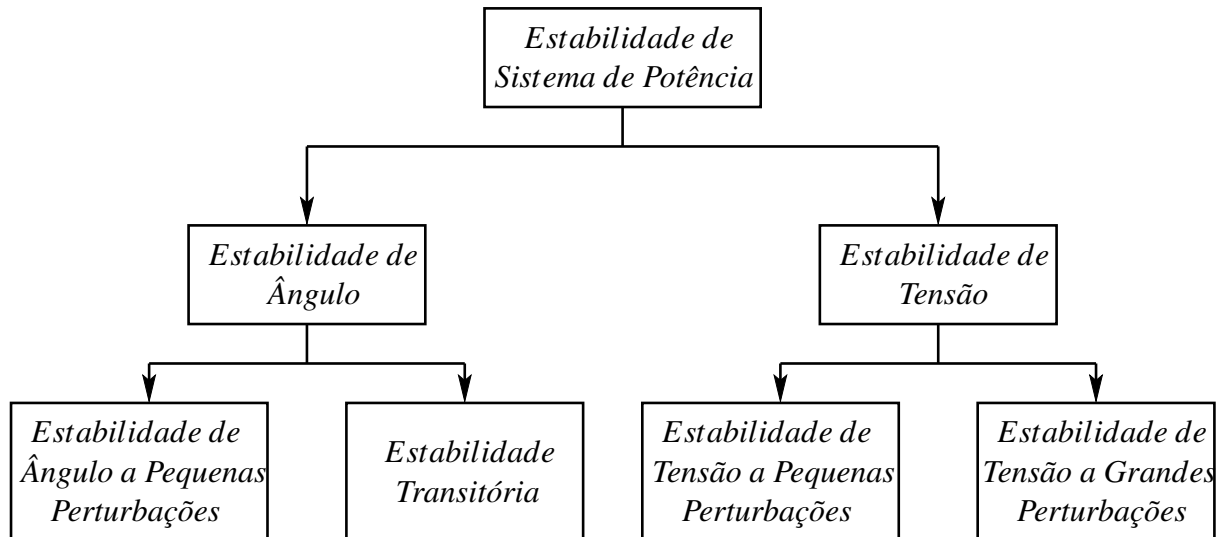 Estabilidade de
Sistema de Potência
Estabilidade de
Ângulo
Estabilidade de
Tensão
Estabilidade de
Ângulo a Pequenas
Perturbações
Estabilidade
Transitória
Estabilidade de
Tensão a Pequenas
Perturbações
Estabilidade de
Tensão a Grandes
Perturbações